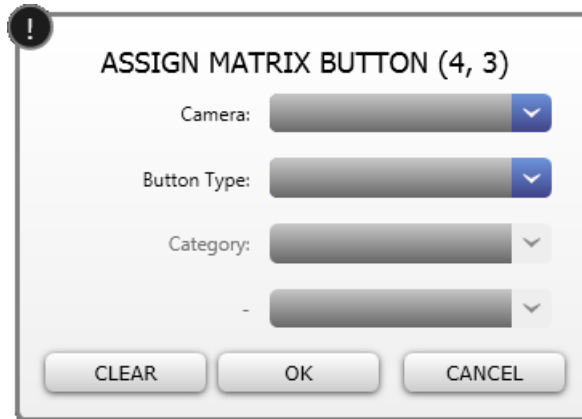 !
ASSIGN MATRIX BUTTON (4, 3)
Camera:
Button Type:
Category:
-
CLEAR OK CANCEL